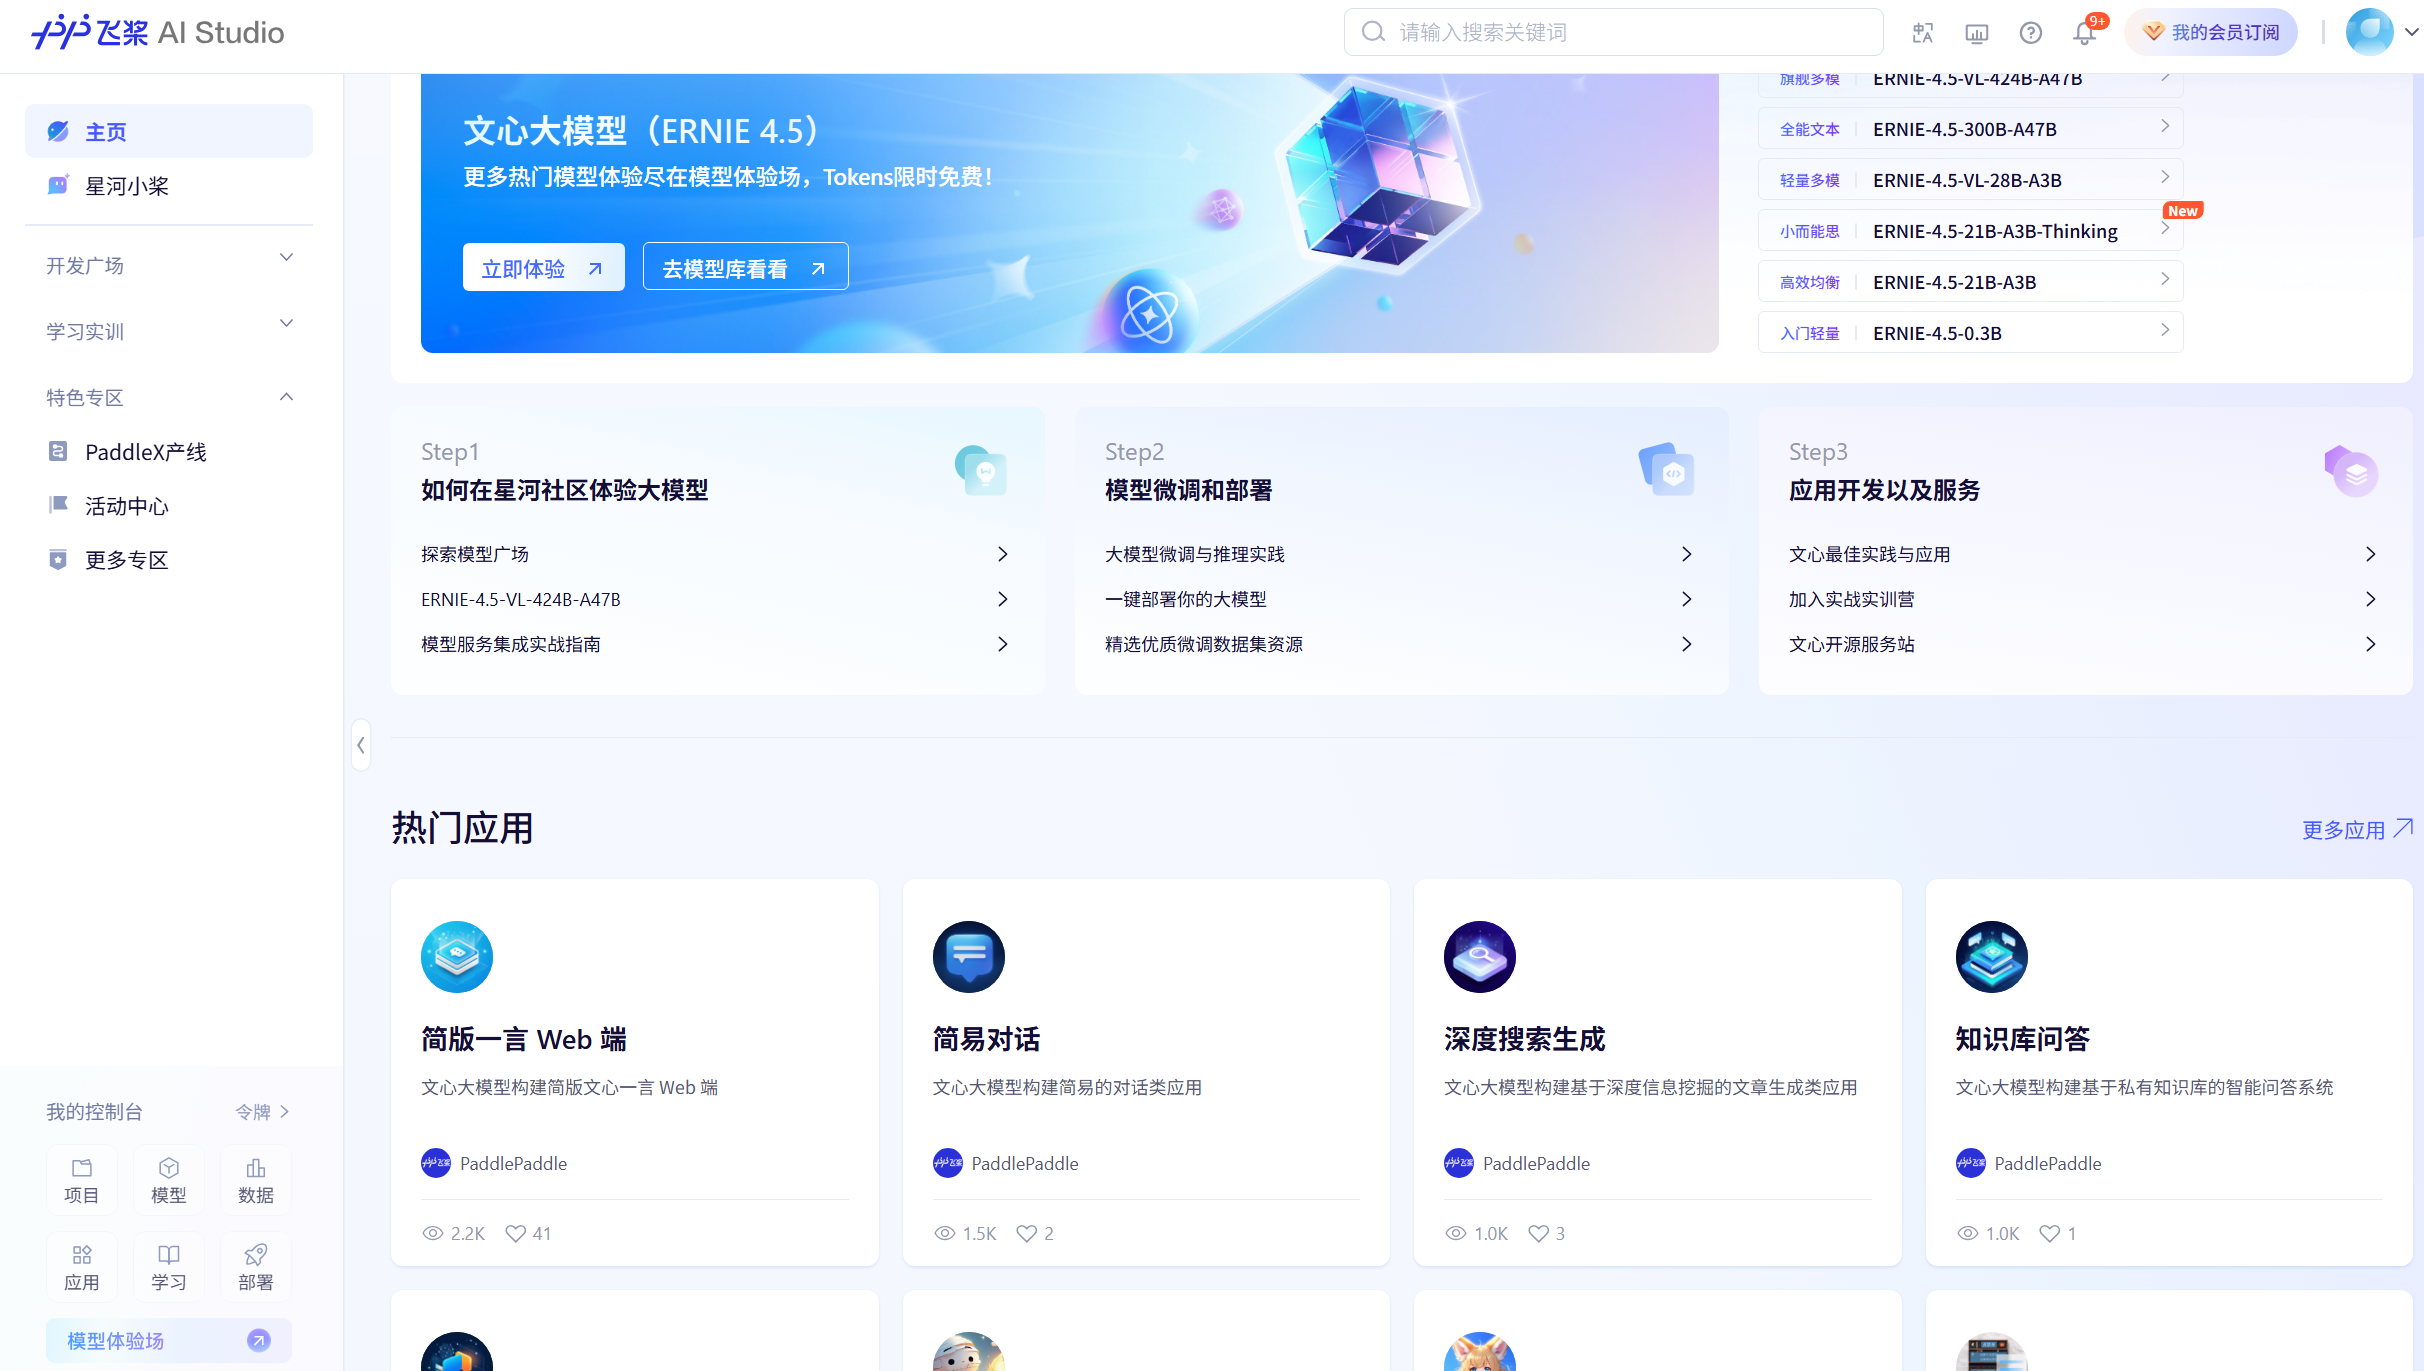 飞桨 AI Studio
请输入搜索关键词
9+
我的会员订阅
主页
星河小桨
开发广场
学习实训
特色专区
PaddleX产线
活动中心
更多专区
我的控制台
令牌
项目
模型
数据
应用
学习
部署
模型体验场
文心大模型（ERNIE 4.5）
更多热门模型体验尽在模型体验场，Tokens限时免费！
立即体验
去模型库看看
旗舰多模 ERNIE-4.5-VL-424B-A47B
全能文本 ERNIE-4.5-300B-A47B
轻量多模 ERNIE-4.5-VL-28B-A3B
New
小而能思 ERNIE-4.5-21B-A3B-Thinking
高效均衡 ERNIE-4.5-21B-A3B
入门轻量 ERNIE-4.5-0.3B
Step1
如何在星河社区体验大模型
探索模型广场
ERNIE-4.5-VL-424B-A47B
模型服务集成实战指南
Step2
模型微调和部署
大模型微调与推理实践
一键部署你的大模型
精选优质微调数据集资源
Step3
应用开发以及服务
文心最佳实践与应用
加入实战实训营
文心开源服务站
热门应用
更多应用
简版一言 Web 端
文心大模型构建简版文心一言 Web 端
PaddlePaddle
2.2K 41
简易对话
文心大模型构建简易的对话类应用
PaddlePaddle
1.5K 2
深度搜索生成
文心大模型构建基于深度信息挖掘的文章生成类应用
PaddlePaddle
1.0K 3
知识库问答
文心大模型构建基于私有知识库的智能问答系统
PaddlePaddle
1.0K 1